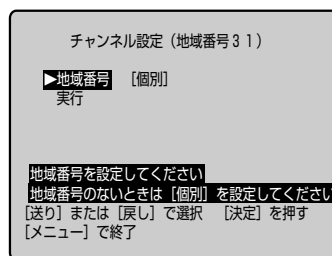 チャンネル設定（地域番号３１）
▶地域番号　［個別］
実行
地域番号を設定してください
地域番号のないときは［個別］を設定してください
［送り］または［戻し］で選択　［決定］を押す
［メニュー］で終了